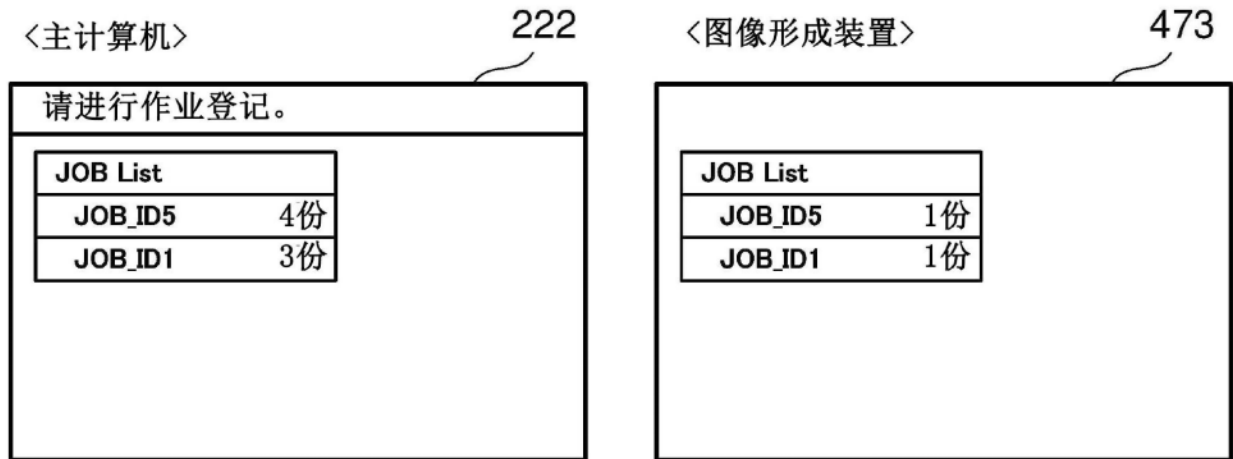 <主计算机>
222
请进行作业登记。
JOB List
JOB_ID5 4份
JOB_ID1 3份
<图像形成装置>
473
JOB List
JOB_ID5 1份
JOB_ID1 1份